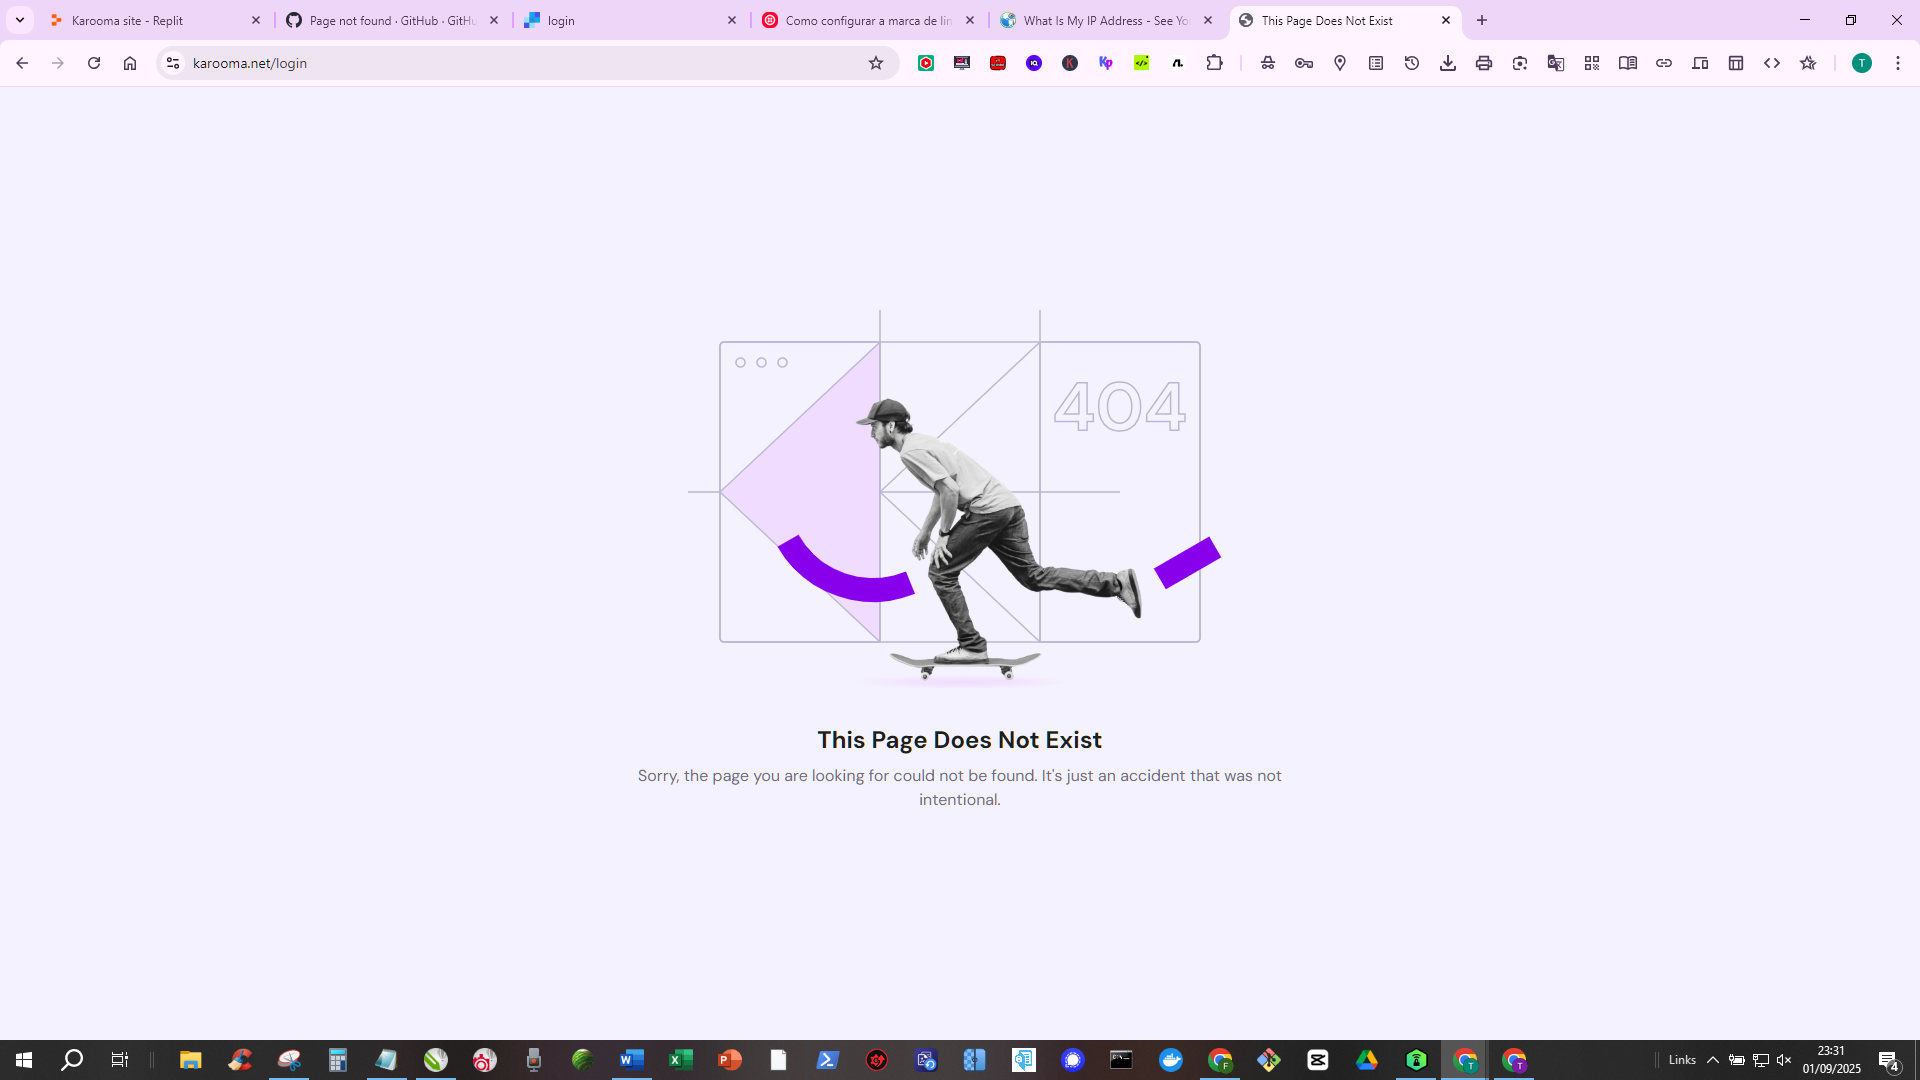 Karooma site - Replit
Page not found · GitHub · GitHu
login
Como configurar a marca de lin
What Is My IP Address - See Yo
This Page Does Not Exist
karooma.net/login
T
404
This Page Does Not Exist
Sorry, the page you are looking for could not be found. It's just an accident that was not
intentional.
Links
23:31
01/09/2025
4